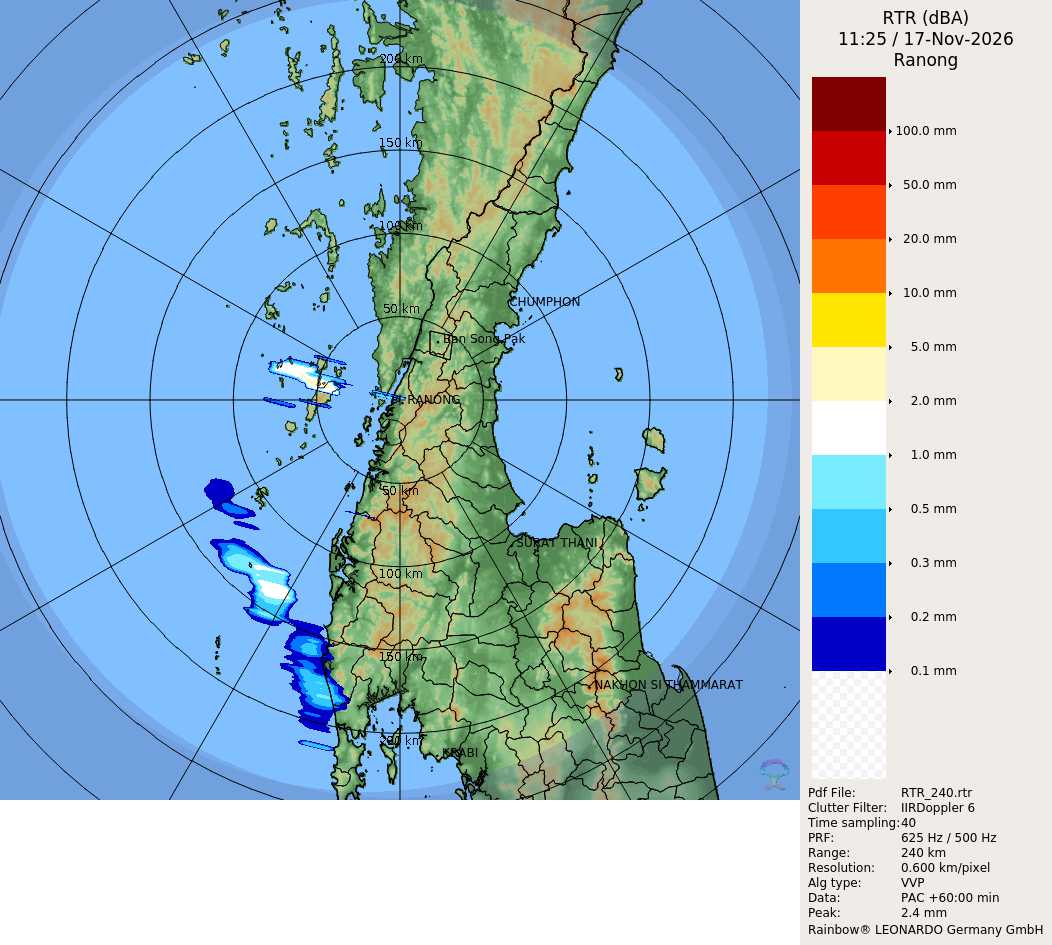 RTR (dBA)
11:25 / 17-Nov-2026
Ranong
100.0 mm
50.0 mm
20.0 mm
10.0 mm
5.0 mm
2.0 mm
1.0 mm
0.5 mm
0.3 mm
0.2 mm
0.1 mm
200 km
150 km
100 km
CHUMPHON
50 km
Ban Song Pak
RANONG
50 km
SURAT THANI
100 km
150 km
NAKHON SI THAMMARAT
200 km
KRABI
Pdf File: RTR_240.rtr
Clutter Filter: IIRDoppler 6
Time sampling:40
PRF: 625 Hz / 500 Hz
Range: 240 km
Resolution: 0.600 km/pixel
Alg type: VVP
Data: PAC +60:00 min
Peak: 2.4 mm
Rainbow® LEONARDO Germany GmbH